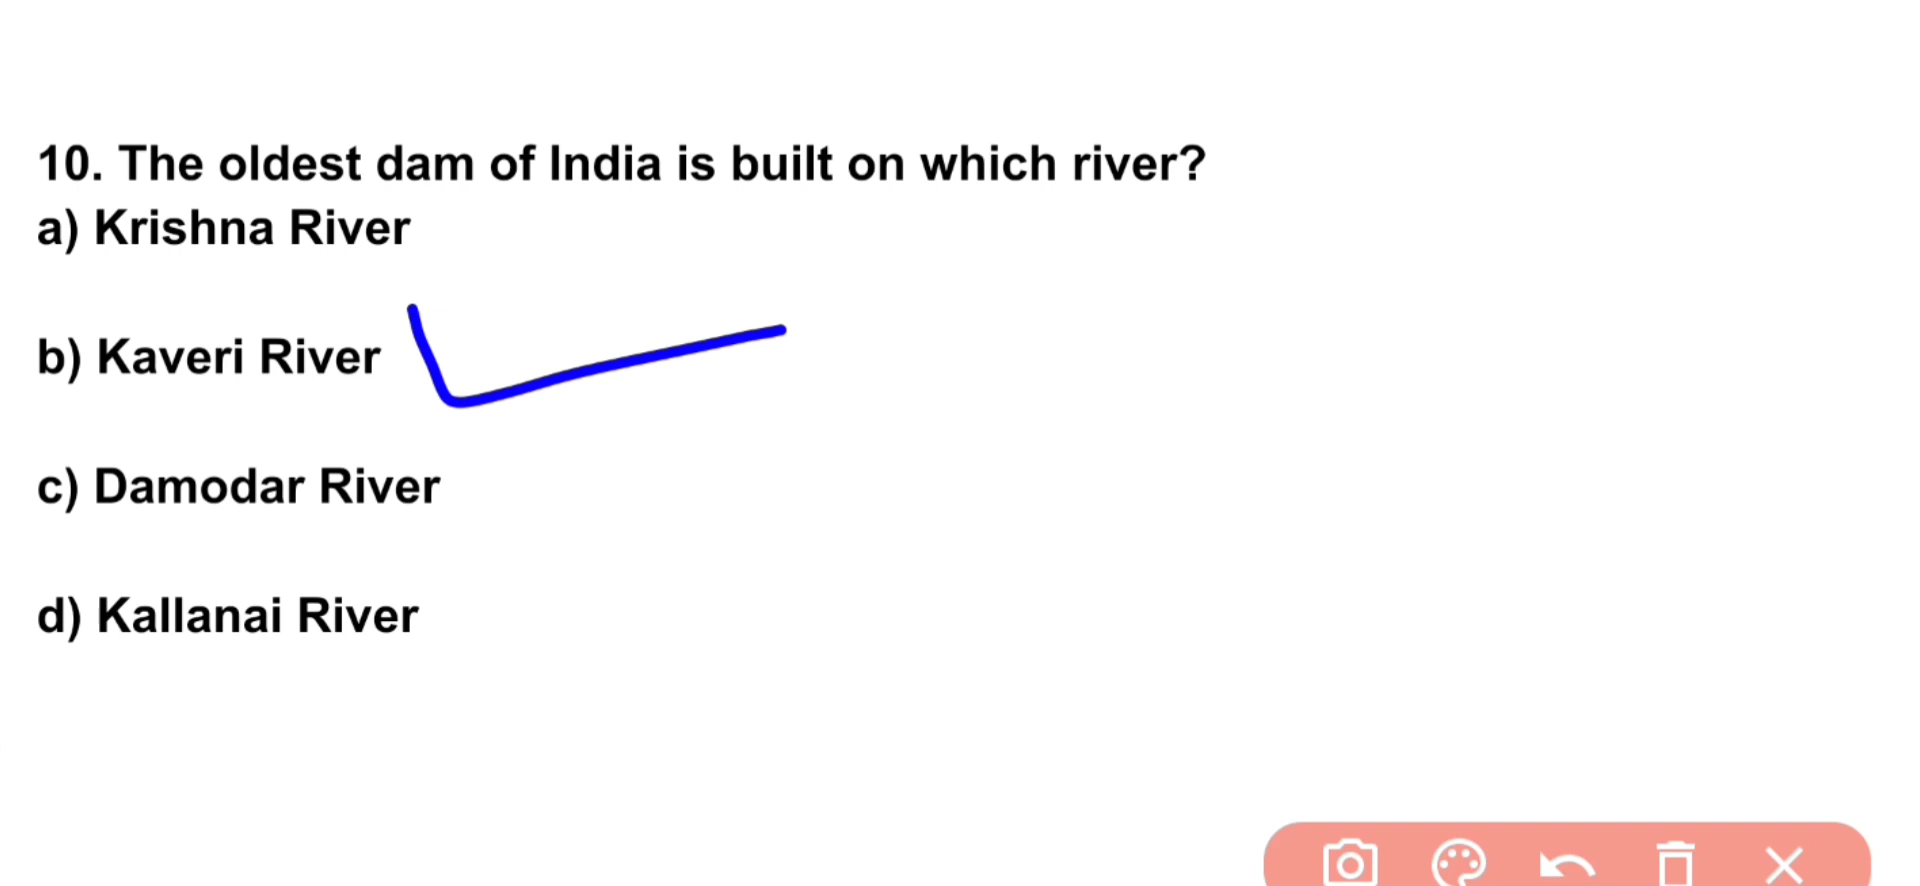 10. The oldest dam of India is built on which river?
a) Krishna River
b) Kaveri River
c) Damodar River
d) Kallanai River